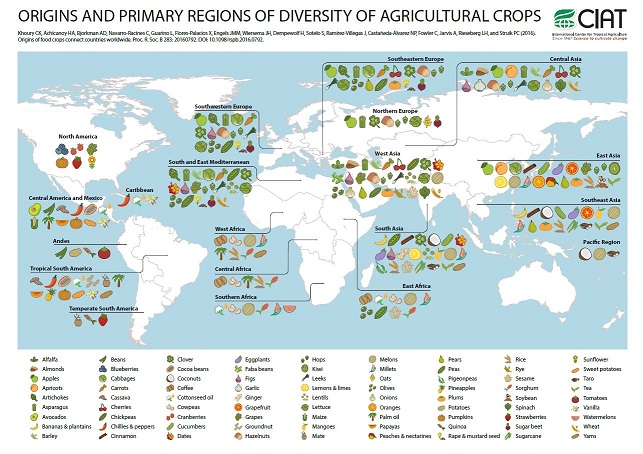 ORIGINS AND PRIMARY REGIONS OF DIVERSITY OF AGRICULTURAL CROPS
Khoury CK, Achicanoy HA, Bjorkman AD, Navarro-Racines C, Guarino L, Flores-Palacios X, Engels JMM, Wiersema JH, Dempewolf H, Sotelo S, Ramírez-Villegas J, Castañeda-Álvarez NP, Fowler C, Jarvis A, Rieseberg LH, and Struik PC (2016).
Origins of food crops connect countries worldwide. Proc. R. Soc. B 283: 20160792. DOI: 10.1098/rspb.2016.0792.
CIAT
International Center for Tropical Agriculture
Since 1967 Science to cultivate change
Southeastern Europe
Central Asia
Southwestern Europe
Northern Europe
North America
West Asia
East Asia
South and East Mediterranean
Caribbean
Central America and Mexico
Southeast Asia
West Africa
South Asia
Andes
Pacific Region
Tropical South America
Central Africa
East Africa
Southern Africa
Temperate South America
Alfalfa
Almonds
Apples
Apricots
Artichokes
Asparagus
Avocados
Bananas & plantains
Barley
Beans
Blueberries
Cabbages
Carrots
Cassava
Cherries
Chickpeas
Chillies & peppers
Cinnamon
Clover
Cocoa beans
Coconuts
Coffee
Cottonseed oil
Cowpeas
Cranberries
Cucumbers
Dates
Eggplants
Faba beans
Figs
Garlic
Ginger
Grapefruit
Grapes
Groundnut
Hazelnuts
Hops
Kiwi
Leeks
Lemons & limes
Lentils
Lettuce
Maize
Mangoes
Mate
Melons
Millets
Oats
Olives
Onions
Oranges
Palm oil
Papayas
Peaches & nectarines
Pears
Peas
Pigeonpeas
Pineapples
Plums
Potatoes
Pumpkins
Quinoa
Rape & mustard seed
Rice
Rye
Sesame
Sorghum
Soybean
Spinach
Strawberries
Sugar beet
Sugarcane
Sunflower
Sweet potatoes
Taro
Tea
Tomatoes
Vanilla
Watermelons
Wheat
Yams